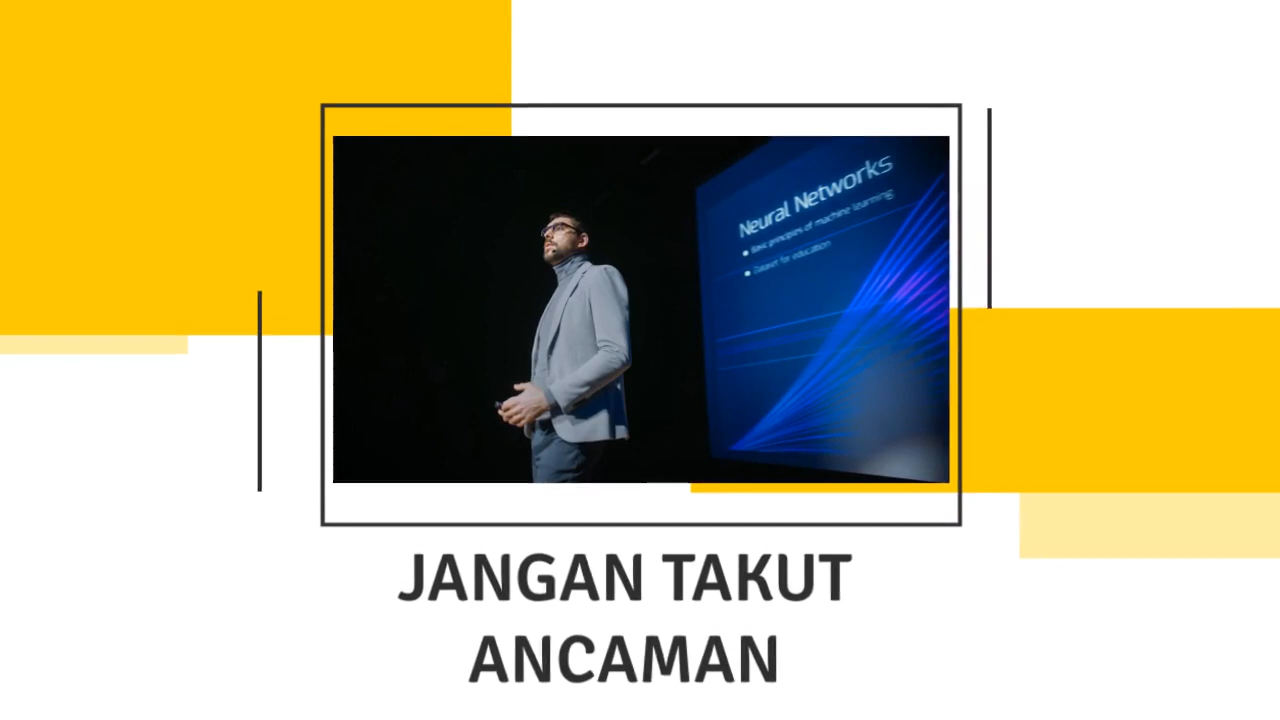 Neural Networks
Basic principles of machine learning
Dataset for education
JANGAN TAKUT
ANCAMAN